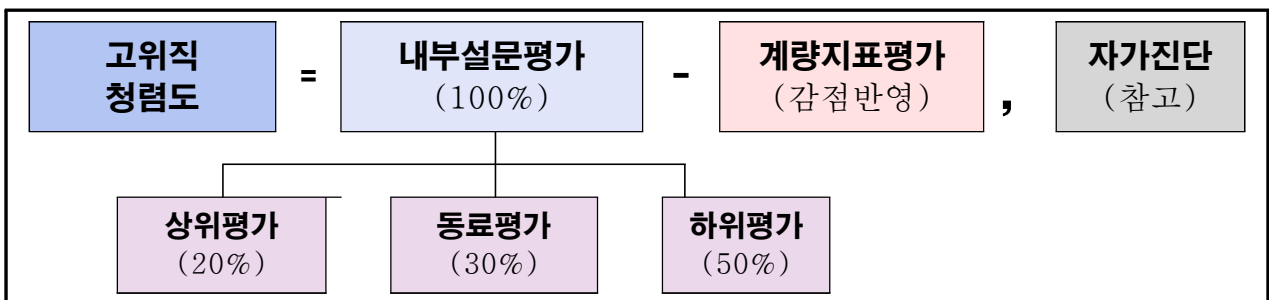 고위직
청렴도
=
내부설문평가
(100%)
-
계량지표평가
(감점반영)
,
자가진단
(참고)
상위평가
(20%)
동료평가
(30%)
하위평가
(50%)